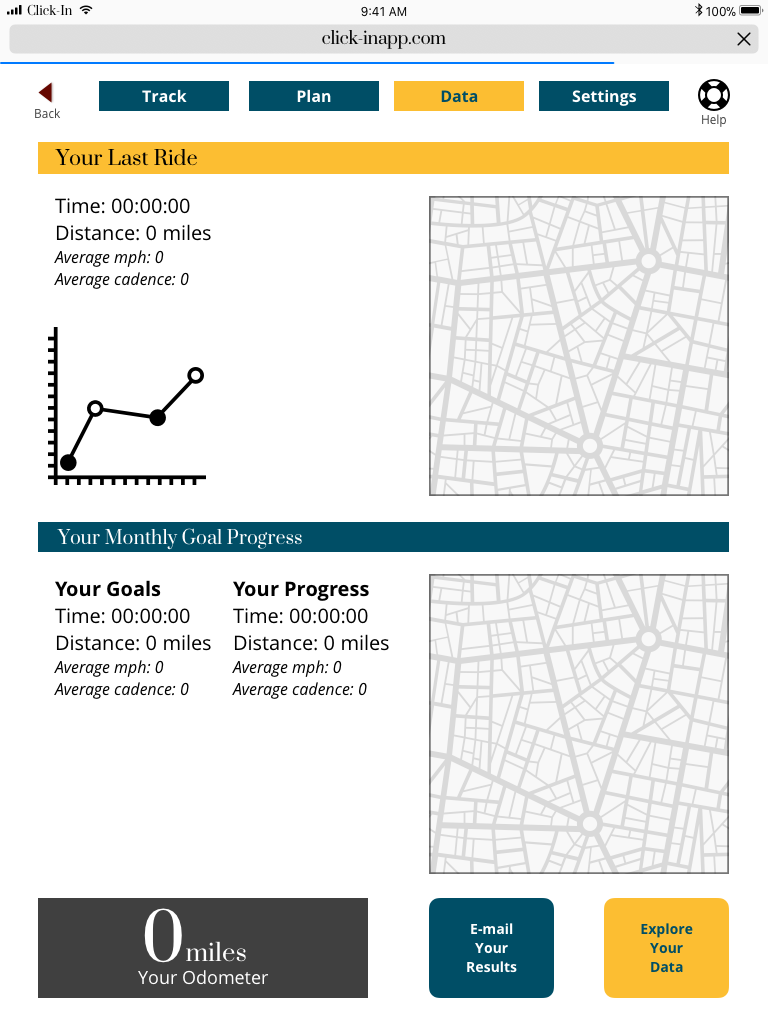 Click-In
9:41 AM
100%
click-inapp.com
Back
Track
Plan
Data
Settings
Help
Your Last Ride
Time: 00:00:00
Distance: 0 miles
Average mph: 0
Average cadence: 0
Your Monthly Goal Progress
Your Goals
Time: 00:00:00
Distance: 0 miles
Average mph: 0
Average cadence: 0
Your Progress
Time: 00:00:00
Distance: 0 miles
Average mph: 0
Average cadence: 0
0 miles
Your Odometer
E-mail
Your
Results
Explore
Your
Data